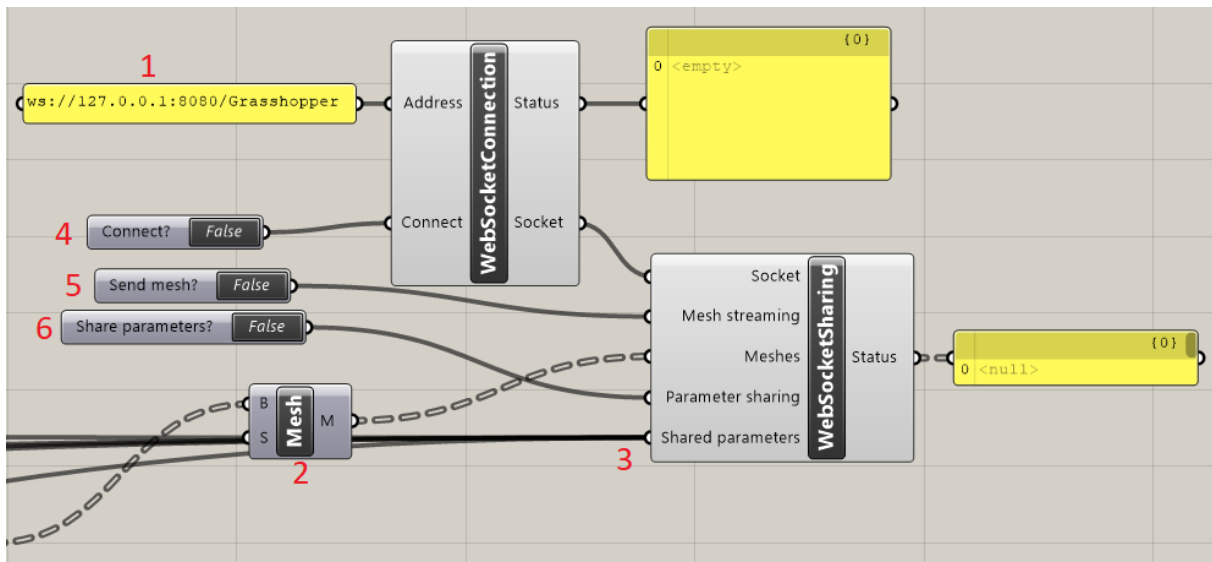 1
ws://127.0.0.1:8080/Grasshopper
Address
Connect
WebSocketConnection
Status
Socket
{0}
0 <empty>
4
Connect? False
5
Send mesh? False
6
Share parameters? False
B
S
Mesh
M
2
Socket
Mesh streaming
Meshes
Parameter sharing
Shared parameters
3
WebSocketSharing
Status
{0}
0 <null>